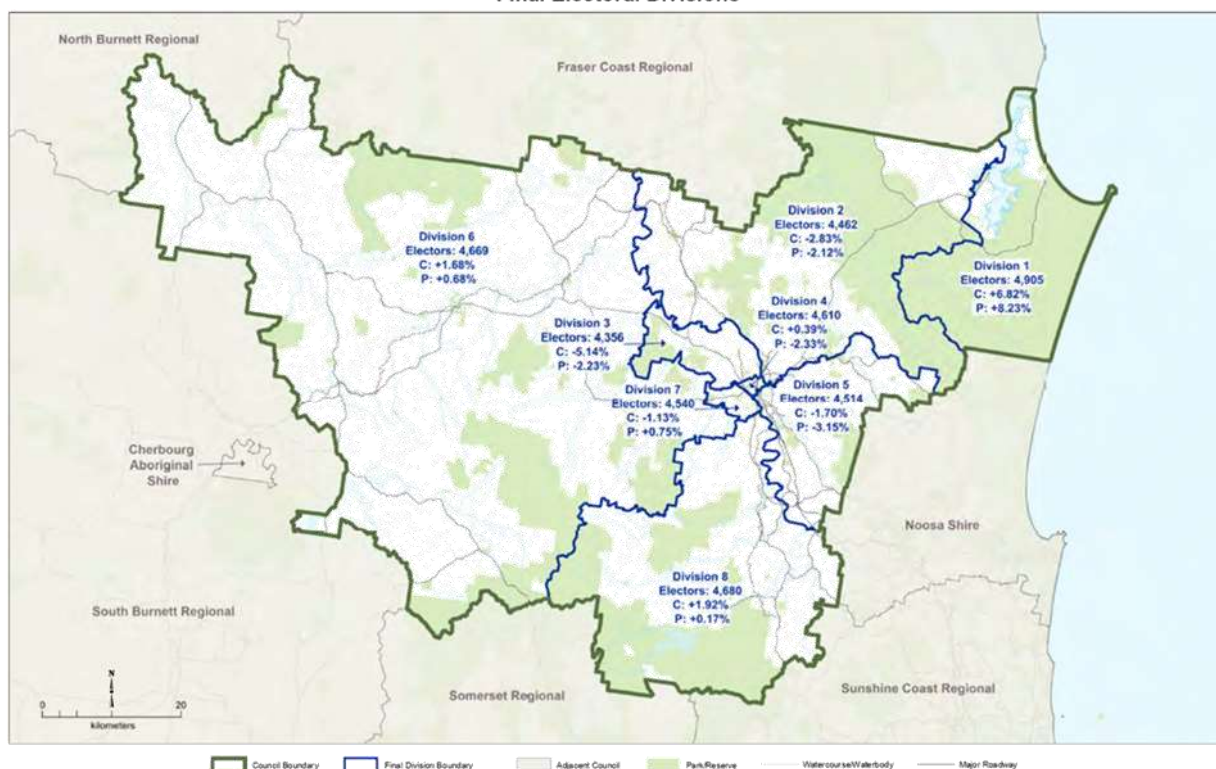 Final Electoral Divisions
North Burnett Regional
Fraser Coast Regional
Division 2
Electors: 4,462
C: -2.83%
P: -2.12%
Division 6
Electors: 4,669
C: +1.68%
P: +0.68%
Division 1
Electors: 4,905
C: +6.82%
P: +8.23%
Division 4
Electors: 4,610
C: +0.39%
P: -2.33%
Division 3
Electors: 4,356
C: -5.14%
P: -2.23%
Division 7
Electors: 4,540
C: -1.13%
P: +0.75%
Division 5
Electors: 4,514
C: -1.70%
P: -3.15%
Cherbourg
Aboriginal
Shire
Noosa Shire
Division 8
Electors: 4,680
C: +1.92%
P: +0.17%
South Burnett Regional
Somerset Regional
Sunshine Coast Regional
N
0 20
kilometers
Council Boundary Final Division Boundary Adjacent Council Park/Reserve Watercourse/Waterbody Major Roadway